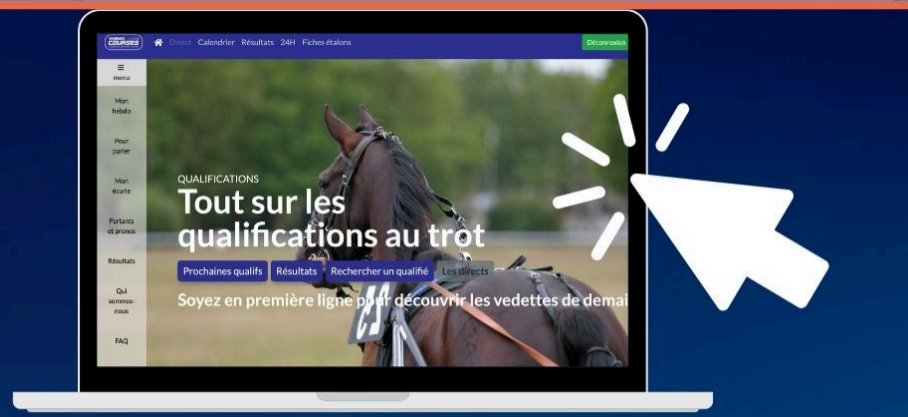 COURSES
Direct Calendrier Résultats 24H Fiches étalons
Déconnexion
menu
Mon
hebdo
Pour
parier
Mon
écurie
Partants
et pronos
Résultats
Qui
sommes-
nous
FAQ
QUALIFICATIONS
Tout sur les
qualifications au trot
Prochaines qualifs Résultats Rechercher un qualifié Les directs
Soyez en première ligne pour découvrir les vedettes de demai